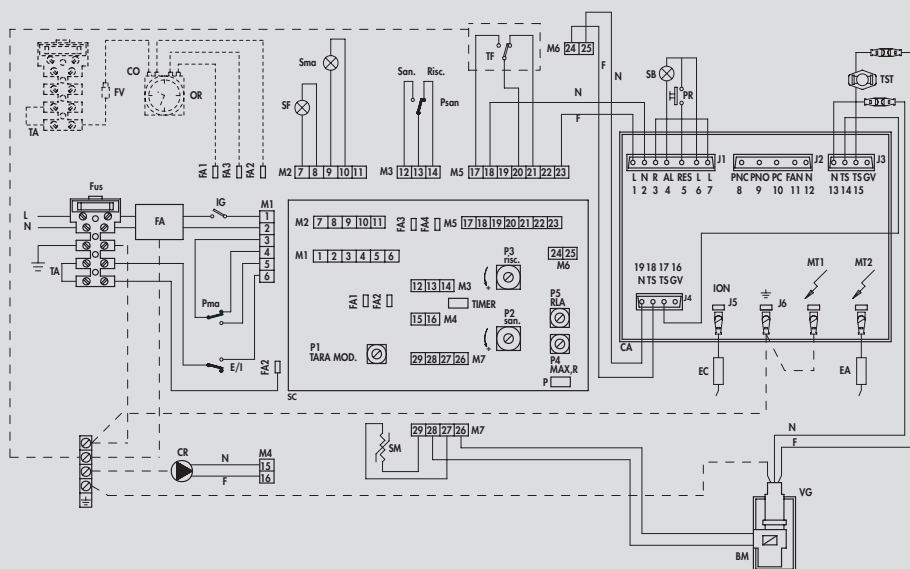 M6 24 25
F
N
TF
Sma
SF
San. Risc.
Psan
CO
OR
FV
TA
SB
PR
N
F
TST
FA1 FA3 FA2
M2 7 8 9 10 11
M3 12 13 14
M5 17 18 19 20 21 22 23
J1
L N R AL RES L L
1 2 3 4 5 6 7
J2
PNC PNO PC FAN N
8 9 10 11 12
J3
N TS TS GV
13 14 15
Fus
L
N
FA
IG
M1
1
2
3
4
5
6
TA
Pma
E/I
FA2
M2 7 8 9 10 11
FA3 FA4
M5 17 18 19 20 21 22 23
M1 1 2 3 4 5 6
P3
risc.
24 25
M6
12 13 14 M3
FA1 FA2
TIMER
P5
RLA
15 16 M4
P2
san.
P1
TARA MOD.
29 28 27 26 M7
P4
MAX,R
P
SC
19 18 17 16
N TS TS GV
J4
ION
J5
J6
MT1
MT2
CA
EC
EA
CR
N
F
M4
15
16
SM
29 28 27 26 M7
N
F
VG
BM